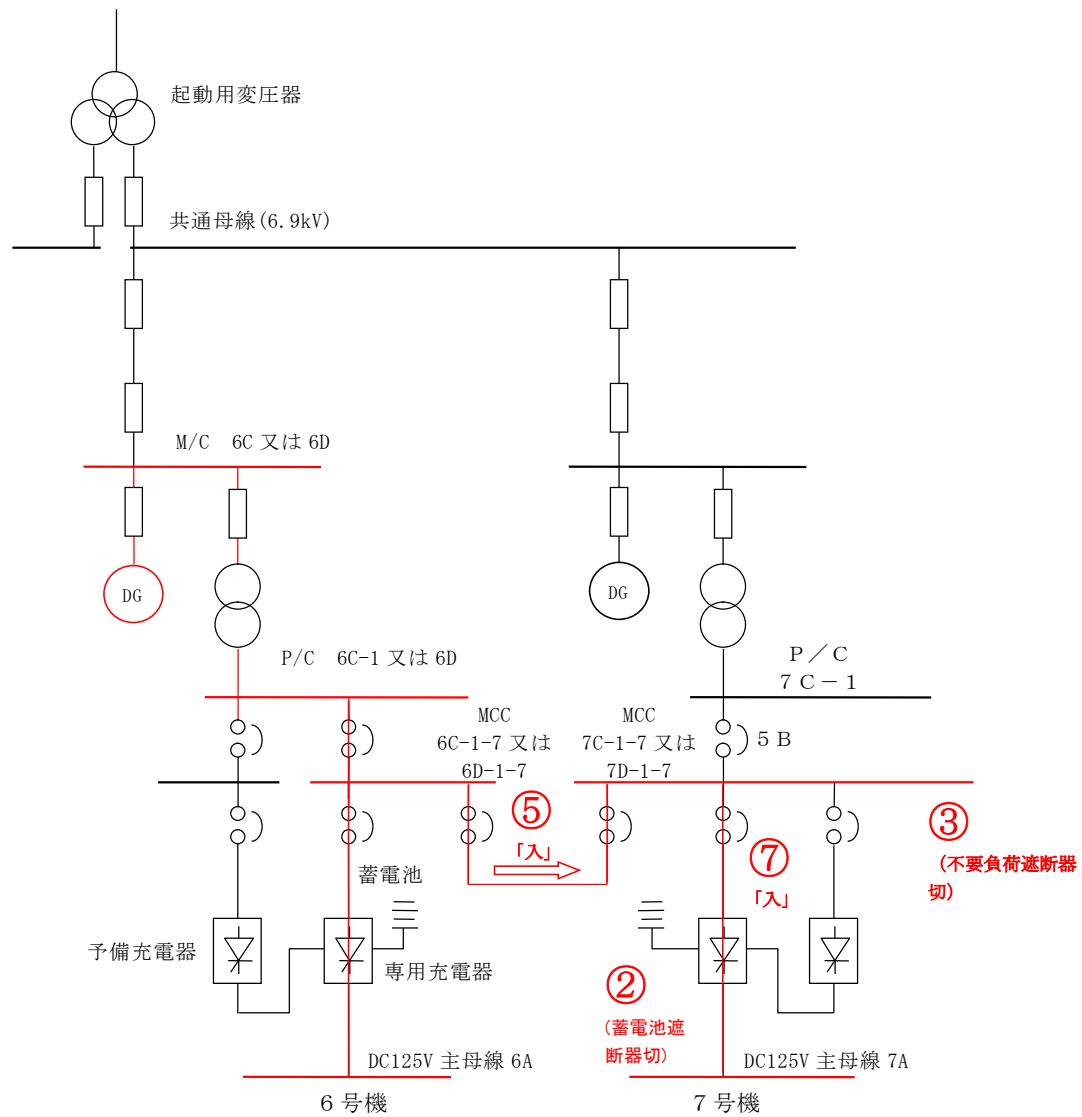 起動用変圧器
共通母線(6.9kV)
M/C 6C 又は 6D
DG
DG
P/C 6C-1 又は 6D
P／C
7C－1
MCC
6C-1-7 又は
6D-1-7
MCC
7C-1-7 又は
7D-1-7
5B
⑤
「入」
③
(不要負荷遮断器
切)
⑦
「入」
蓄電池
予備充電器
専用充電器
②
(蓄電池遮
断器切)
DC125V 主母線 6A
DC125V 主母線 7A
6号機
7号機